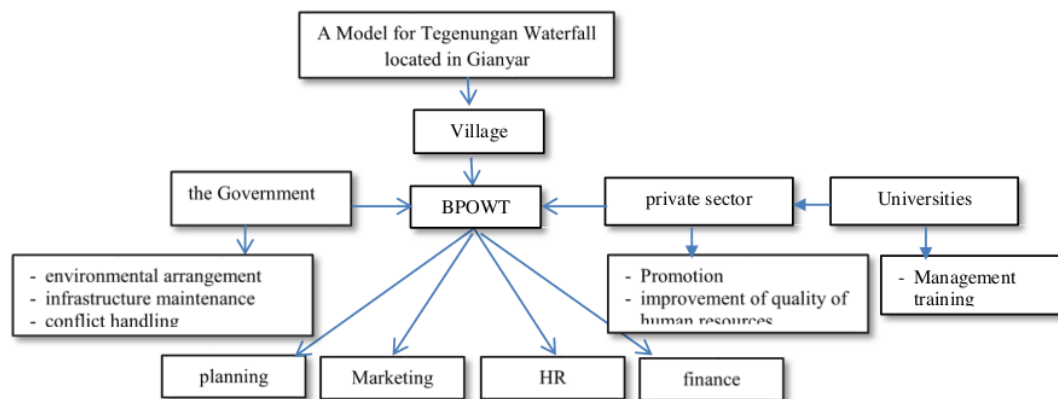 A Model for Tegenungan Waterfall
located in Gianyar
Village
the Government
BPOWT
private sector
Universities
- environmental arrangement
- infrastructure maintenance
- conflict handling
- Promotion
- improvement of quality of
human resources
- Management
training
planning
Marketing
HR
finance